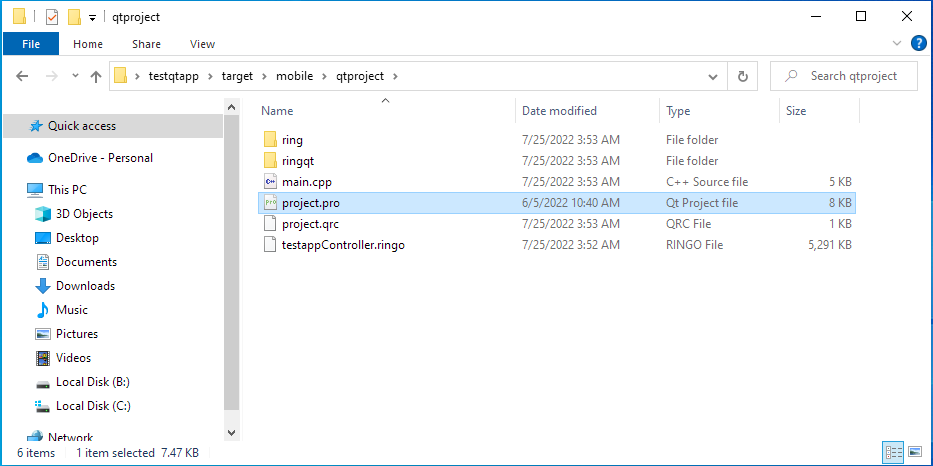 qtproject
File Home Share View
testqtapp target mobile qtproject Search qtproject
Name Date modified Type Size
Quick access
OneDrive - Personal
This PC
3D Objects
Desktop
Documents
Downloads
Music
Pictures
Videos
Local Disk (B:)
Local Disk (C:)
Network
ring 7/25/2022 3:53 AM File folder
ringqt 7/25/2022 3:53 AM File folder
main.cpp 7/25/2022 3:53 AM C++ Source file 5 KB
project.pro 6/5/2022 10:40 AM Qt Project file 8 KB
project.qrc 7/25/2022 3:53 AM QRC File 1 KB
testappController.ringo 7/25/2022 3:52 AM RINGO File 5,291 KB
6 items 1 item selected 7.47 KB